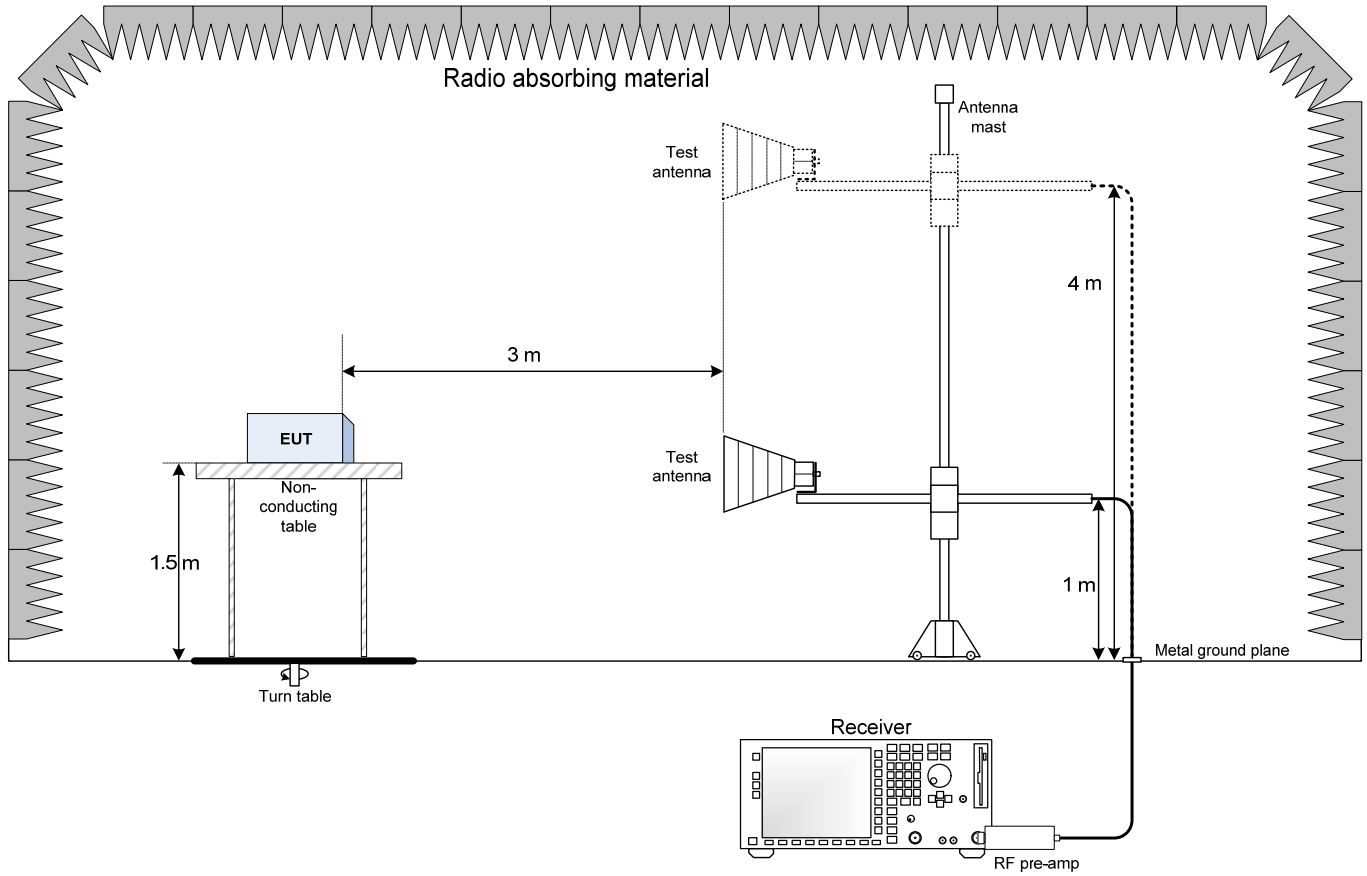 Radio absorbing material
Antenna
mast
Test
antenna
4 m
3 m
EUT
Test
antenna
Non-
conducting
table
1.5 m
1 m
Metal ground plane
Turn table
Receiver
RF pre-amp